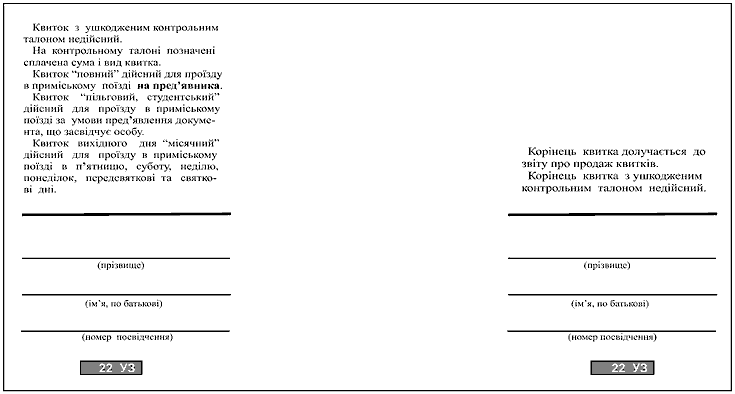 Квиток з ушкодженим контрольним
талоном недійсний.
На контрольному талоні позначені
сплачена сума і вид квитка.
Квиток “повний” дійсний для проїзду
в приміському поїзді на пред’явника.
Квиток “пільговий, студентський”
дійсний для проїзду в приміському
поїзді за умови пред’явлення докуме-
нта, що засвідчує особу.
Квиток вихідного дня “місячний”
дійсний для проїзду в приміському
поїзді в п’ятницю, суботу, неділю,
понеділок, передсвяткові та святко-
ві дні.
(прізвище)
(ім’я, по батькові)
(номер посвідчення)
22 УЗ
Корінець квитка долучається до
звіту про продаж квитків.
Корінець квитка з ушкодженим
контрольним талоном недійсний.
(прізвище)
(ім’я, по батькові)
(номер посвідчення)
22 УЗ